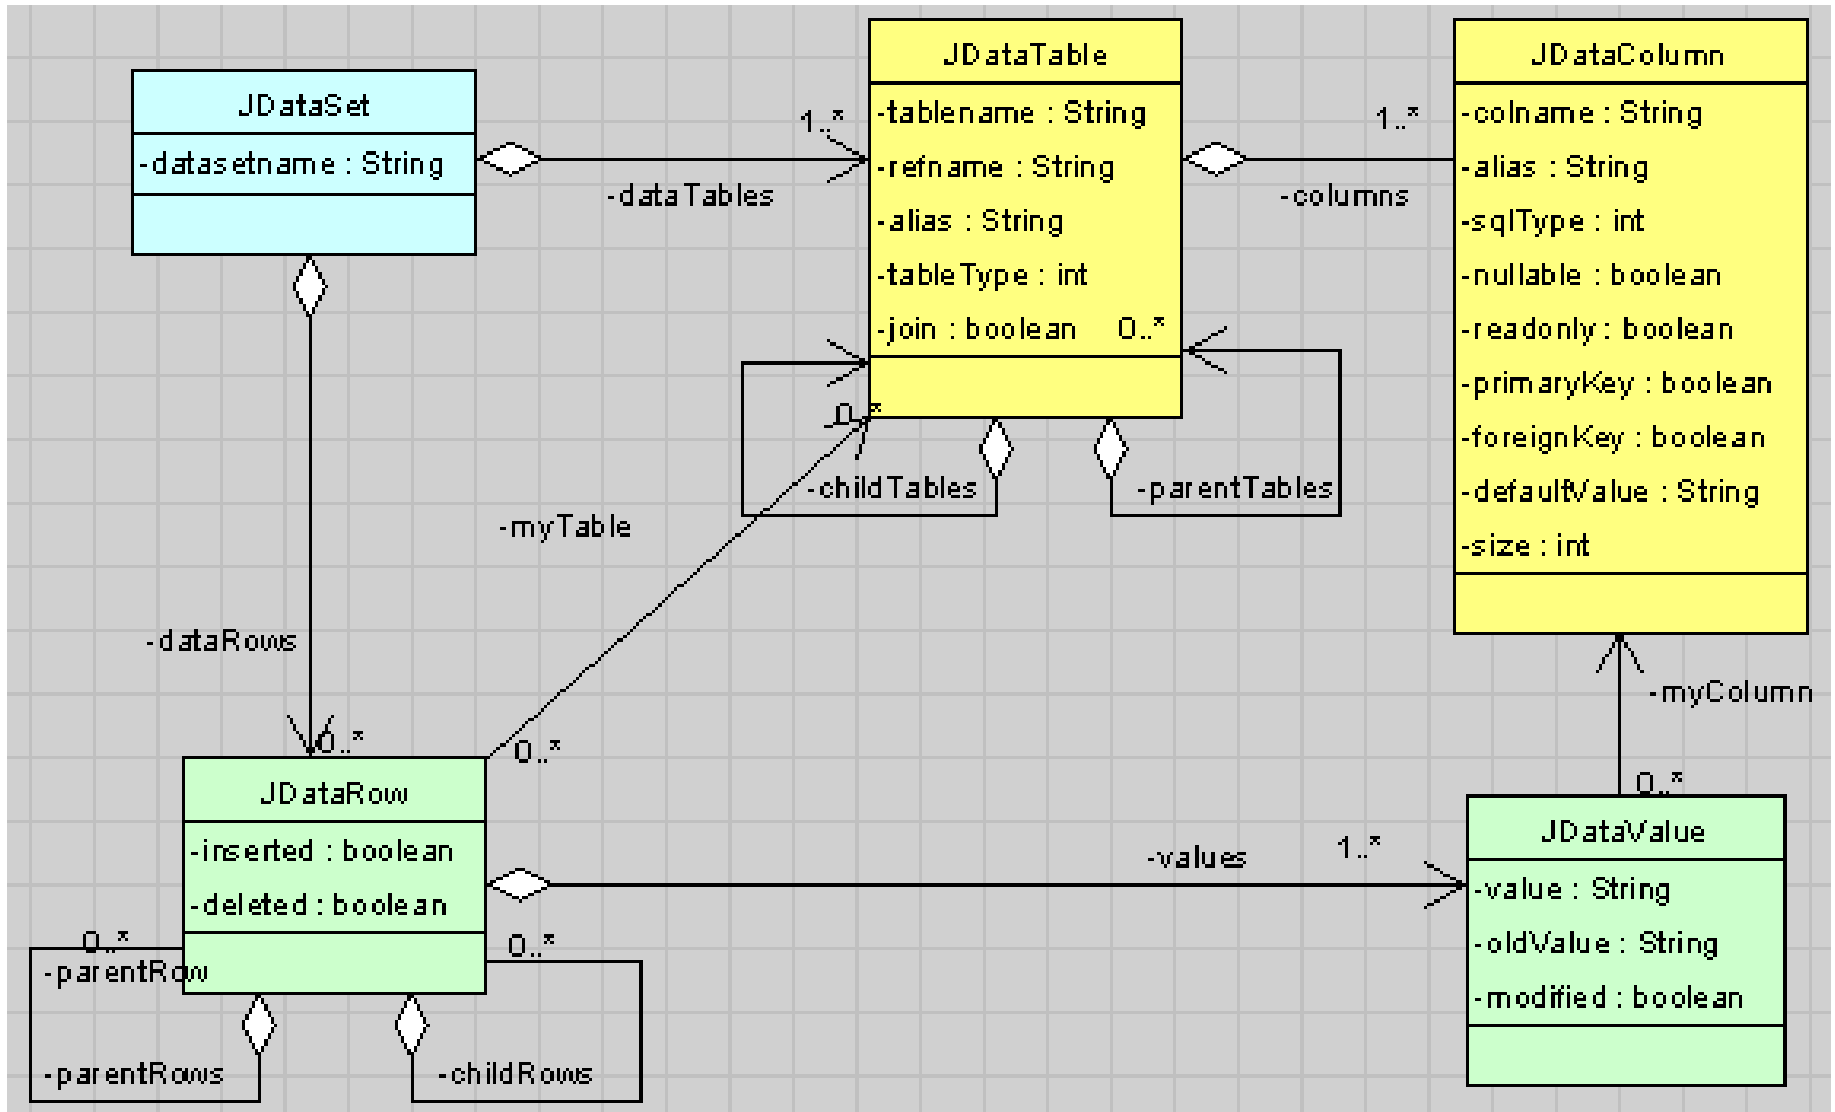 JDataSet
-datasetname : String
-dataTables
1..*
JDataTable
-tablename : String
-refname : String
-alias : String
-tableType : int
-join : boolean
0..*
1..*
-columns
JDataColumn
-colname : String
-alias : String
-sqlType : int
-nullable : boolean
-readonly : boolean
-primaryKey : boolean
-foreignKey : boolean
-defaultValue : String
-size : int
0..*
-childTables
-parentTables
-myTable
-dataRows
0..*
0..*
-myColumn
0..*
JDataRow
-inserted : boolean
-deleted : boolean
-values
1..*
JDataValue
-value : String
-oldValue : String
-modified : boolean
0..*
-parentRow
0..*
-parentRows
-childRows